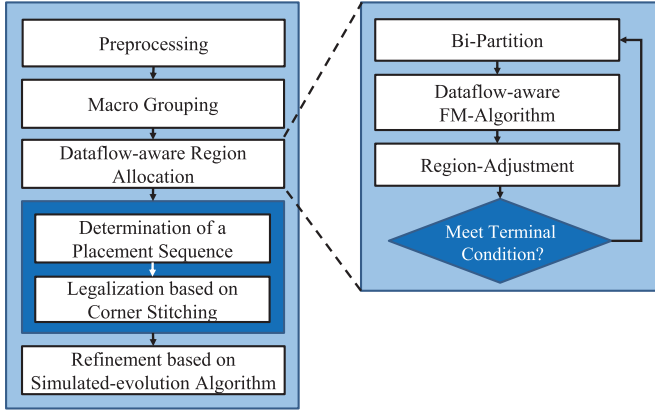 Preprocessing
Macro Grouping
Dataflow-aware Region
Allocation
Determination of a
Placement Sequence
Legalization based on
Corner Stitching
Refinement based on
Simulated-evolution Algorithm
Bi-Partition
Dataflow-aware
FM-Algorithm
Region-Adjustment
Meet Terminal
Condition?